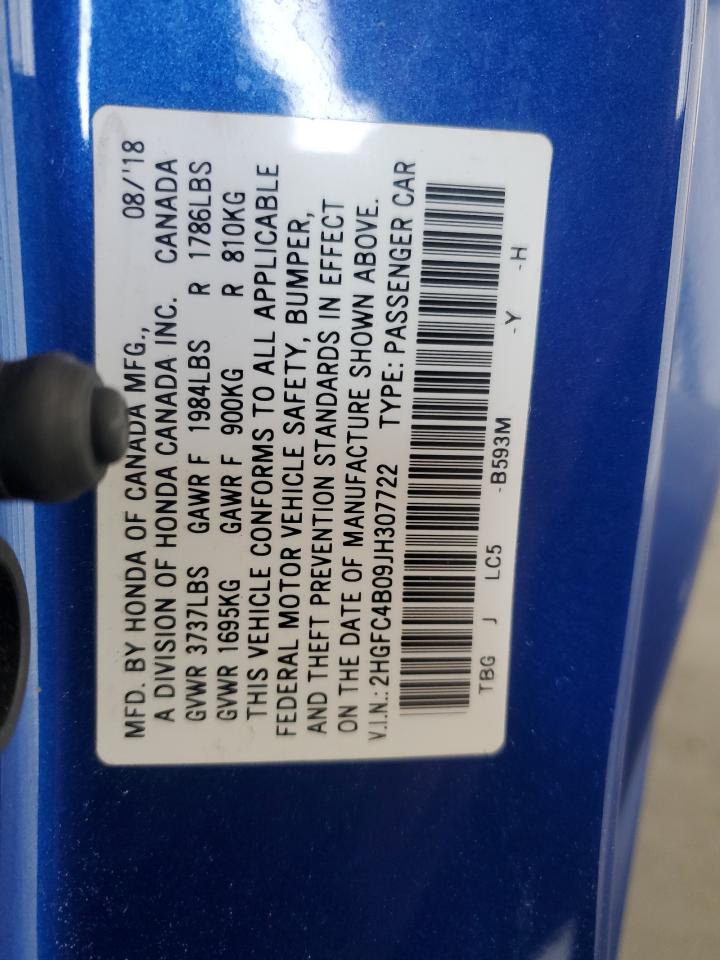 08/'18
MFD. BY HONDA OF CANADA MFG.,
A DIVISION OF HONDA CANADA INC. CANADA
GVWR 3737LBS GAWR F 1984LBS R 1786LBS
GVWR 1695KG GAWR F 900KG R 810KG
THIS VEHICLE CONFORMS TO ALL APPLICABLE
FEDERAL MOTOR VEHICLE SAFETY, BUMPER,
AND THEFT PREVENTION STANDARDS IN EFFECT
ON THE DATE OF MANUFACTURE SHOWN ABOVE.
V.I.N.: 2HGFC4B09JH307722 TYPE: PASSENGER CAR
TBG J LC5 -B593M -Y -H